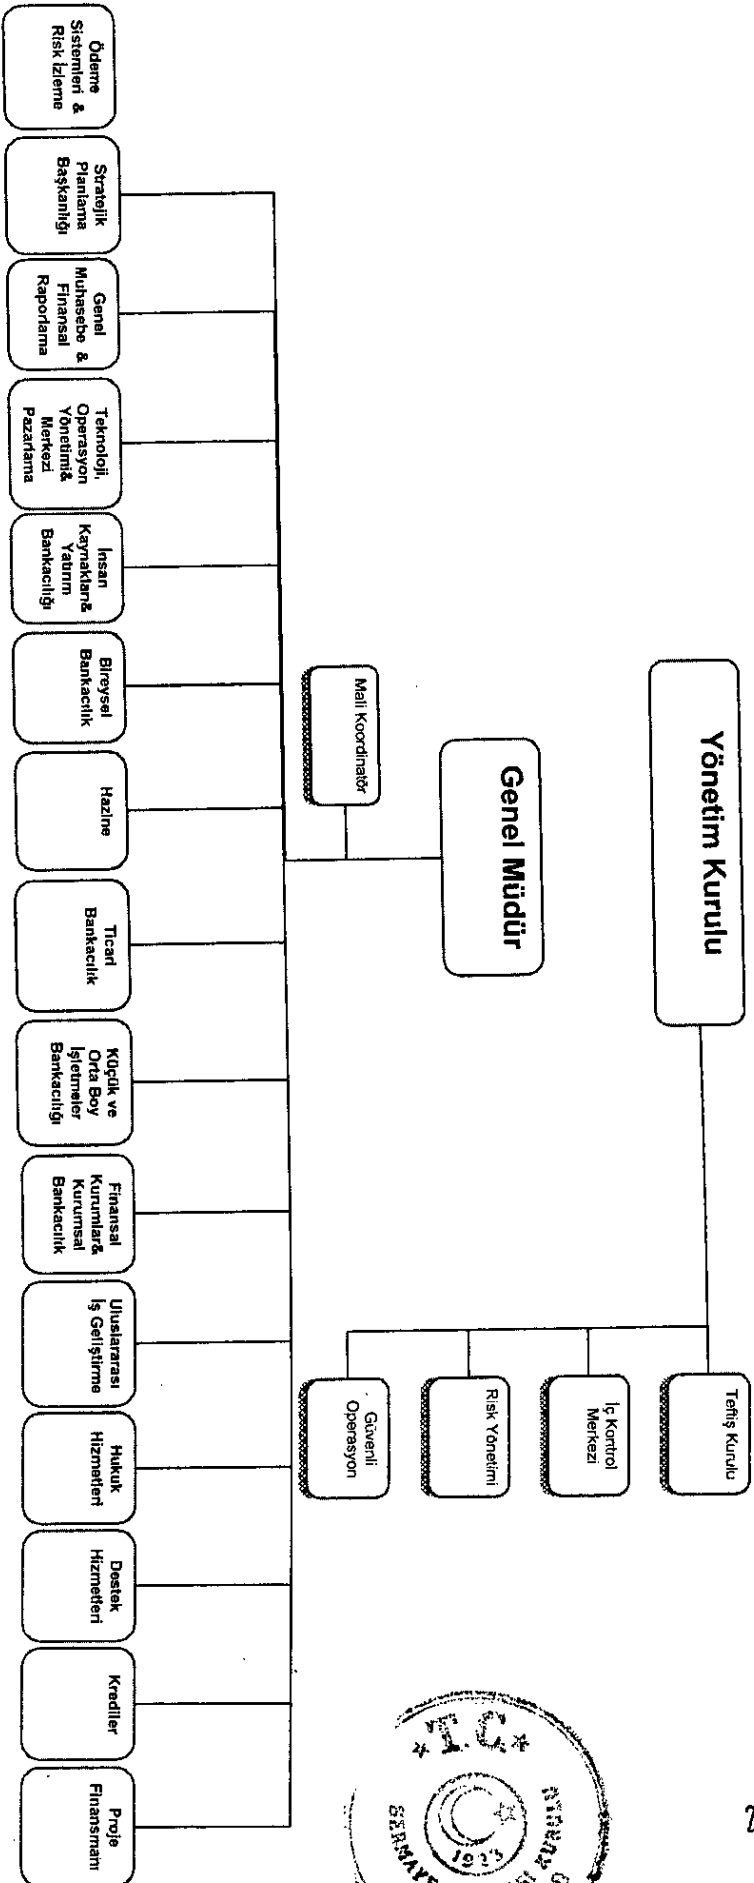 Yönetim Kurulu
Teftiş Kurulu
İç Kontrol
Merkezi
Risk Yönetimi
Güvenli
Operasyon
Genel Müdür
Mali Koordinatör
Ödeme
Sistemleri &
Risk İzleme
Stratejik
Planlama
Başkanlığı
Genel
Muhasebe &
Finansal
Raporlama
Teknoloji,
Operasyon
Yönetimi&
Merkezi
Pazarlama
İnsan
Kaynakları&
Yatırım
Bankacılığı
Bireysel
Bankacılık
Hazine
Ticari
Bankacılık
Küçük ve
Orta Boy
İşletmeler
Bankacılığı
Finansal
Kurumlar&
Kurumsal
Bankacılık
Uluslararası
İş Geliştirme
Hukuk
Hizmetleri
Destek
Hizmetleri
Krediler
Proje
Finansmanı
T.C.
1923